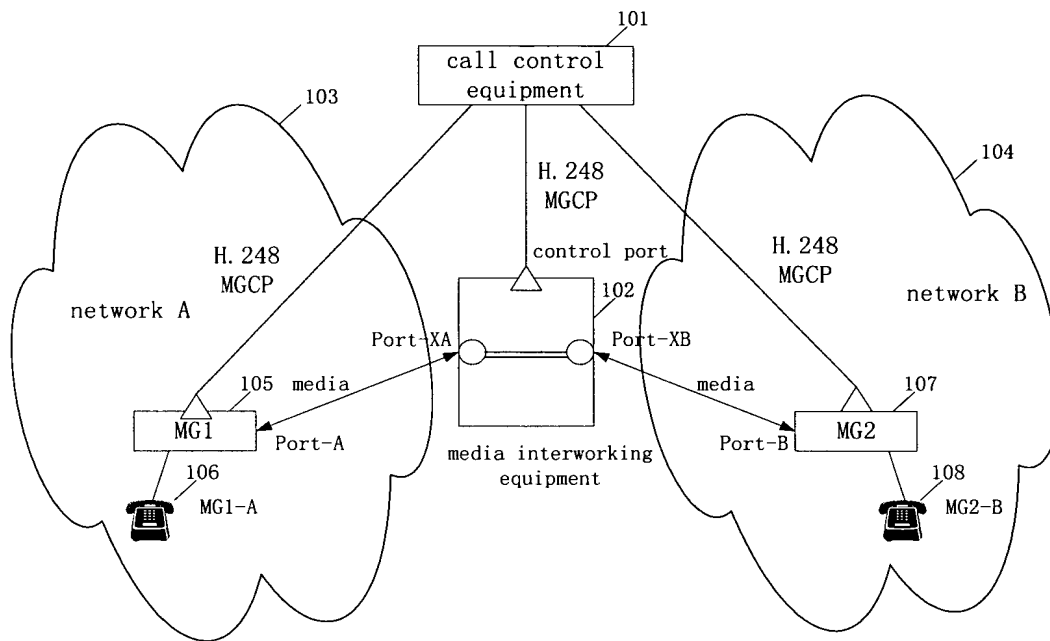 101
call control
equipment
103
104
H. 248
MGCP
H. 248
MGCP
H. 248
MGCP
control port
network A
network B
102
Port-XA
Port-XB
105
media
media
107
MG1
MG2
Port-A
Port-B
media interworking
equipment
106
MG1-A
108
MG2-B